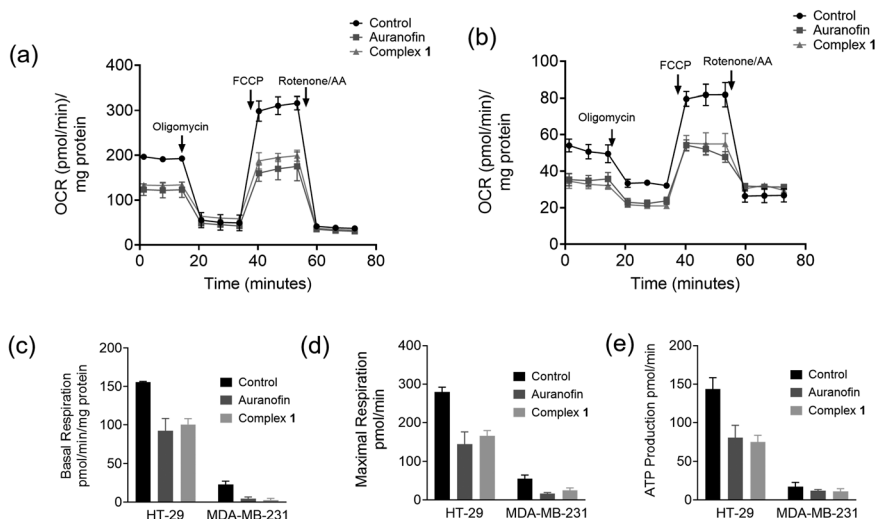 (a)
Control
Auranofin
Complex 1
OCR (pmol/min)/
mg protein
400
300
200
100
0
Oligomycin
FCCP
Rotenone/AA
0 20 40 60 80
Time (minutes)
(b)
Control
Auranofin
Complex 1
OCR (pmol/min)/
mg protein
100
80
60
40
20
0
Oligomycin
FCCP
Rotenone/AA
0 20 40 60 80
Time (minutes)
(c)
Basal Respiration
pmol/min/mg protein
150
100
50
0
Control
Auranofin
Complex 1
HT-29 MDA-MB-231
(d)
Maximal Respiration
pmol/min
400
300
200
100
0
Control
Auranofin
Complex 1
HT-29 MDA-MB-231
(e)
ATP Production pmol/min
200
150
100
50
0
Control
Auranofin
Complex 1
HT-29 MDA-MB-231